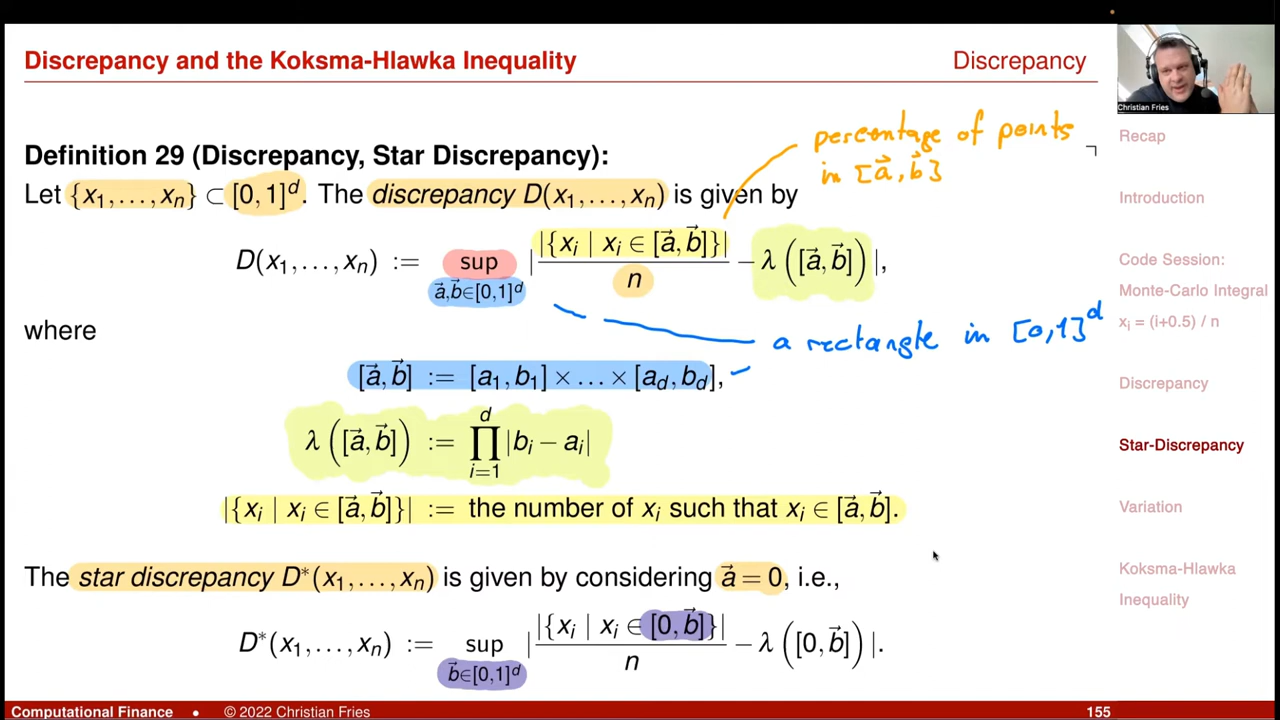 Discrepancy and the Koksma-Hlawka Inequality Discrepancy
Christian Fries
percentage of points
in [a⃗, b⃗]
Definition 29 (Discrepancy, Star Discrepancy):
Let {x₁,…,xₙ} ⊂ [0,1]ᵈ. The discrepancy D(x₁,…,xₙ) is given by
D(x₁,…,xₙ) := sup_{a⃗,b⃗∈[0,1]ᵈ} | |{xᵢ | xᵢ ∈ [a⃗,b⃗]}| / n − λ([a⃗,b⃗]) |,
where
a rectangle in [0,1]ᵈ
[a⃗,b⃗] := [a₁,b₁]×…×[a_d,b_d],
λ([a⃗,b⃗]) := ∏_{i=1}^{d} |bᵢ − aᵢ|
|{xᵢ | xᵢ ∈ [a⃗,b⃗]}| := the number of xᵢ such that xᵢ ∈ [a⃗,b⃗].
The star discrepancy D*(x₁,…,xₙ) is given by considering a⃗ = 0, i.e.,
D*(x₁,…,xₙ) := sup_{b⃗∈[0,1]ᵈ} | |{xᵢ | xᵢ ∈ [0,b⃗]}| / n − λ([0,b⃗]) |.
Recap
Introduction
Code Session:
Monte-Carlo Integral
xᵢ = (i+0.5) / n
Discrepancy
Star-Discrepancy
Variation
Koksma-Hlawka
Inequality
Computational Finance • © 2022 Christian Fries 155